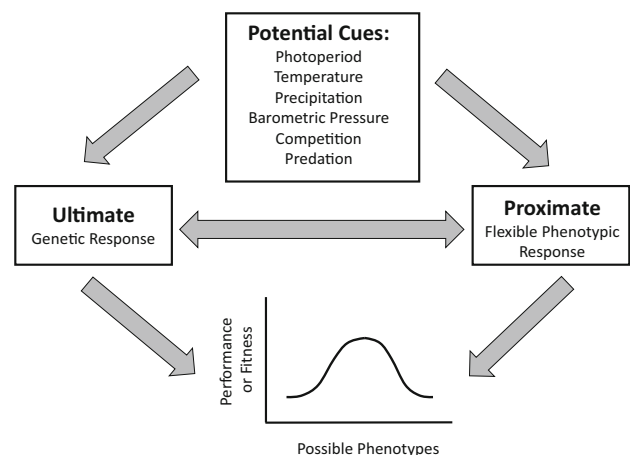 Potential Cues:
Photoperiod
Temperature
Precipitation
Barometric Pressure
Competition
Predation
Ultimate
Genetic Response
Proximate
Flexible Phenotypic
Response
Performance
or Fitness
Possible Phenotypes